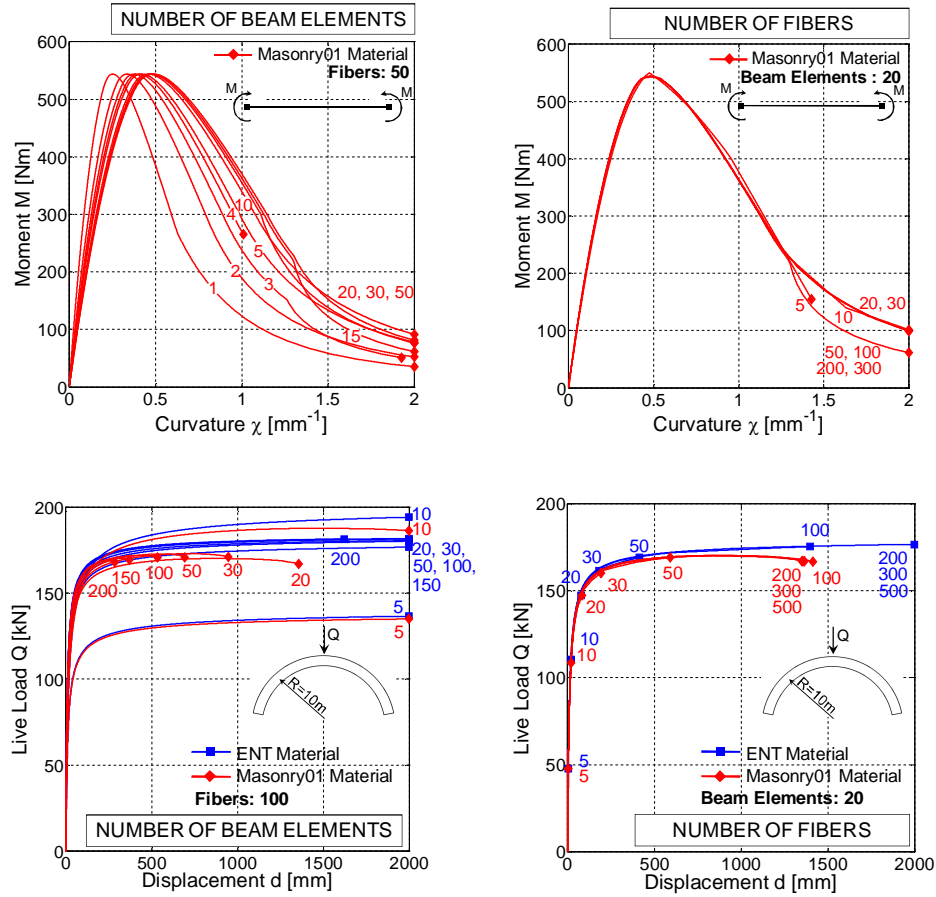 NUMBER OF BEAM ELEMENTS
Masonry01 Material
Fibers: 50
M
M
600
500
400
300
200
100
0
10
4
5
1
2
3
20, 30, 50
15
0
0.5
1
1.5
2
Moment M [Nm]
Curvature χ [mm⁻¹]
NUMBER OF FIBERS
Masonry01 Material
Beam Elements : 20
M
M
600
500
400
300
200
100
0
5
10
20, 30
50, 100
200, 300
0
0.5
1
1.5
2
Moment M [Nm]
Curvature χ [mm⁻¹]
200
150
100
50
0
10
10
200
150
100
50
30
20
200
20, 30,
50, 100,
150
5
5
Q
R=10m
ENT Material
Masonry01 Material
Fibers: 100
NUMBER OF BEAM ELEMENTS
0
500
1000
1500
2000
Live Load Q [kN]
Displacement d [mm]
200
150
100
50
0
20
30
50
100
20
30
50
200
300
500
100
200
300
500
10
10
5
5
Q
R=10m
ENT Material
Masonry01 Material
Beam Elements: 20
NUMBER OF FIBERS
0
500
1000
1500
2000
Live Load Q [kN]
Displacement d [mm]